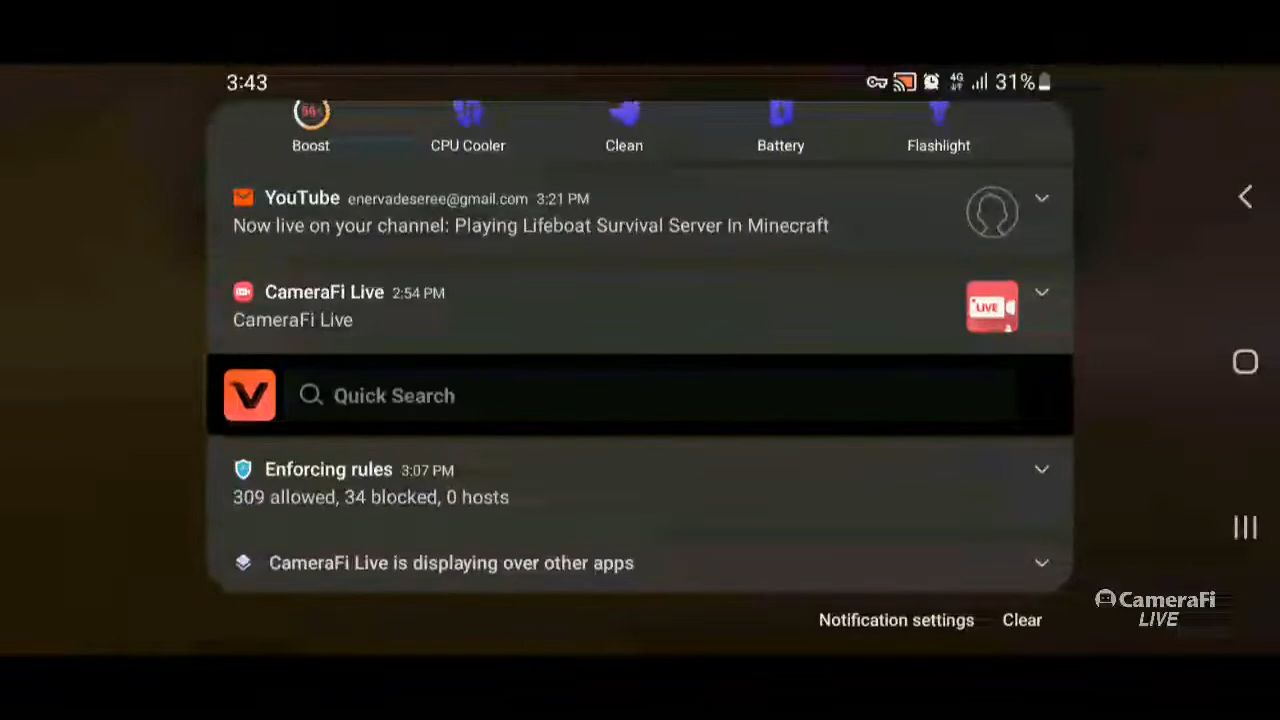 3:43
4G
31%
56%
Boost
CPU Cooler
Clean
Battery
Flashlight
YouTube enervadeseree@gmail.com 3:21 PM
Now live on your channel: Playing Lifeboat Survival Server In Minecraft
CameraFi Live 2:54 PM
CameraFi Live
LIVE
V
Quick Search
Enforcing rules 3:07 PM
309 allowed, 34 blocked, 0 hosts
CameraFi Live is displaying over other apps
CameraFi
LIVE
Notification settings
Clear